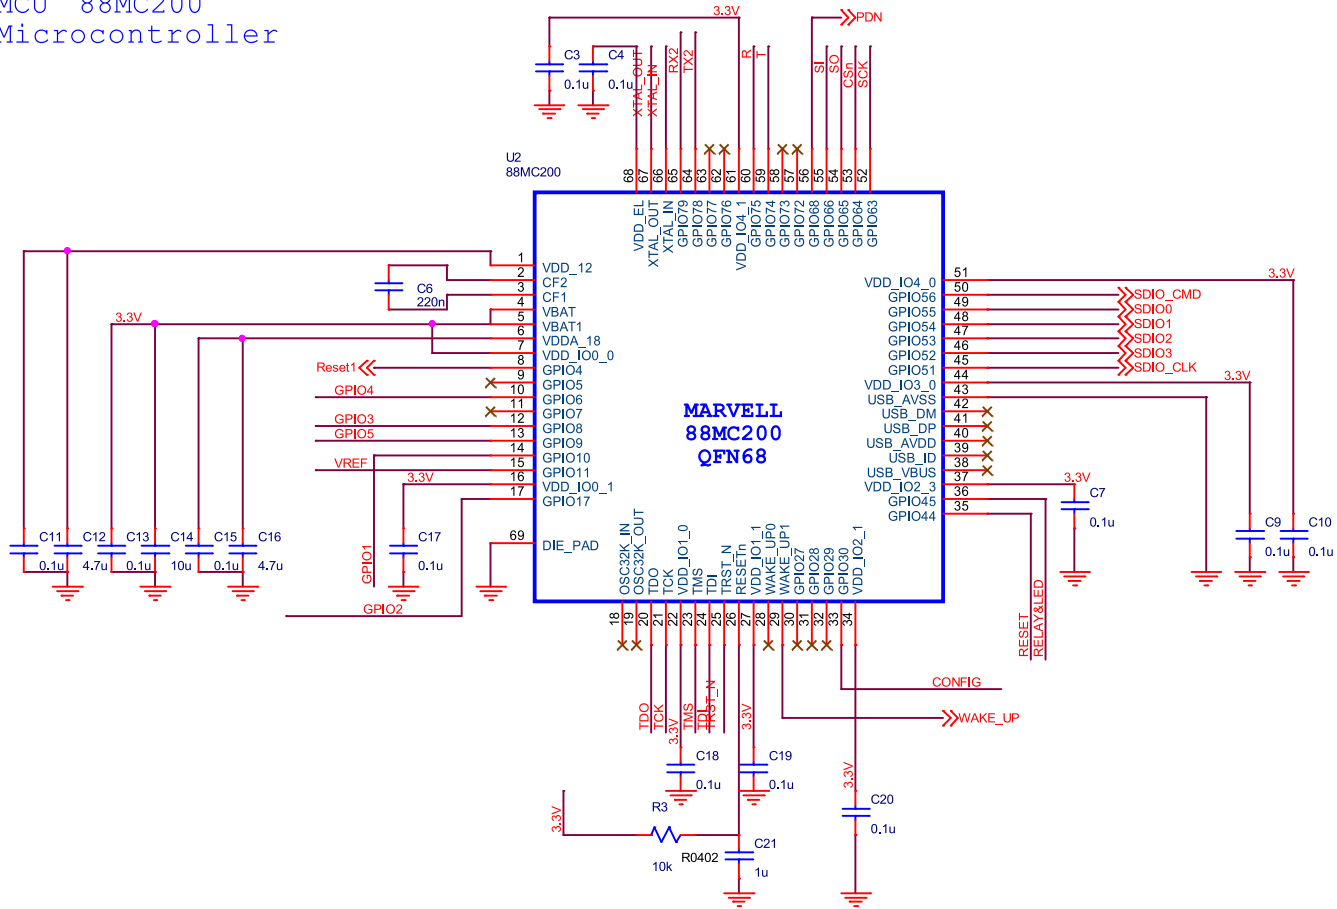 MCU 88MC200
Microcontroller
3.3V
PDN
C3
0.1u
C4
0.1u
XTAL_OUT
XTAL_IN
RX2
TX2
R
T
SI
SO
CSn
SCK
U2
88MC200
68
67
66
65
64
63
62
61
60
59
58
57
56
55
54
53
52
VDD_EL
XTAL_OUT
XTAL_IN
GPIO79
GPIO78
GPIO77
GPIO76
VDD_IO4_1
GPIO75
GPIO74
GPIO73
GPIO72
GPIO68
GPIO66
GPIO65
GPIO64
GPIO63
1 VDD_12
2 CF2
3 CF1
4 VBAT
5 VBAT1
6 VDDA_18
7 VDD_IO0_0
8 GPIO4
9 GPIO5
10 GPIO6
11 GPIO7
12 GPIO8
13 GPIO9
14 GPIO10
15 GPIO11
16 VDD_IO0_1
17 GPIO17
69 DIE_PAD
C6
220n
3.3V
Reset1
GPIO4
GPIO3
GPIO5
VREF
3.3V
GPIO1
GPIO2
C11
0.1u
C12
4.7u
C13
0.1u
C14
10u
C15
0.1u
C16
4.7u
C17
0.1u
MARVELL
88MC200
QFN68
VDD_IO4_0 51
GPIO56 50
GPIO55 49
GPIO54 48
GPIO53 47
GPIO52 46
GPIO51 45
VDD_IO3_0 44
USB_AVSS 43
USB_DM 42
USB_DP 41
USB_AVDD 40
USB_ID 39
USB_VBUS 38
VDD_IO2_3 37
GPIO45 36
GPIO44 35
3.3V
SDIO_CMD
SDIO0
SDIO1
SDIO2
SDIO3
SDIO_CLK
3.3V
3.3V
C7
0.1u
C9
0.1u
C10
0.1u
RESET
RELAY&LED
OSC32K_IN
OSC32K_OUT
TDO
TCK
VDD_IO1_0
TMS
TDI
TRST_N
RESETn
VDD_IO1_1
WAKE_UP0
WAKE_UP1
GPIO27
GPIO28
GPIO29
GPIO30
VDD_IO2_1
18
19
20
21
22
23
24
25
26
27
28
29
30
31
32
33
34
TDO
TCK
3.3V
TMS
TDI
TRST_N
3.3V
CONFIG
WAKE_UP
C18
0.1u
C19
0.1u
3.3V
C20
0.1u
3.3V
R3
10k
R0402
C21
1u